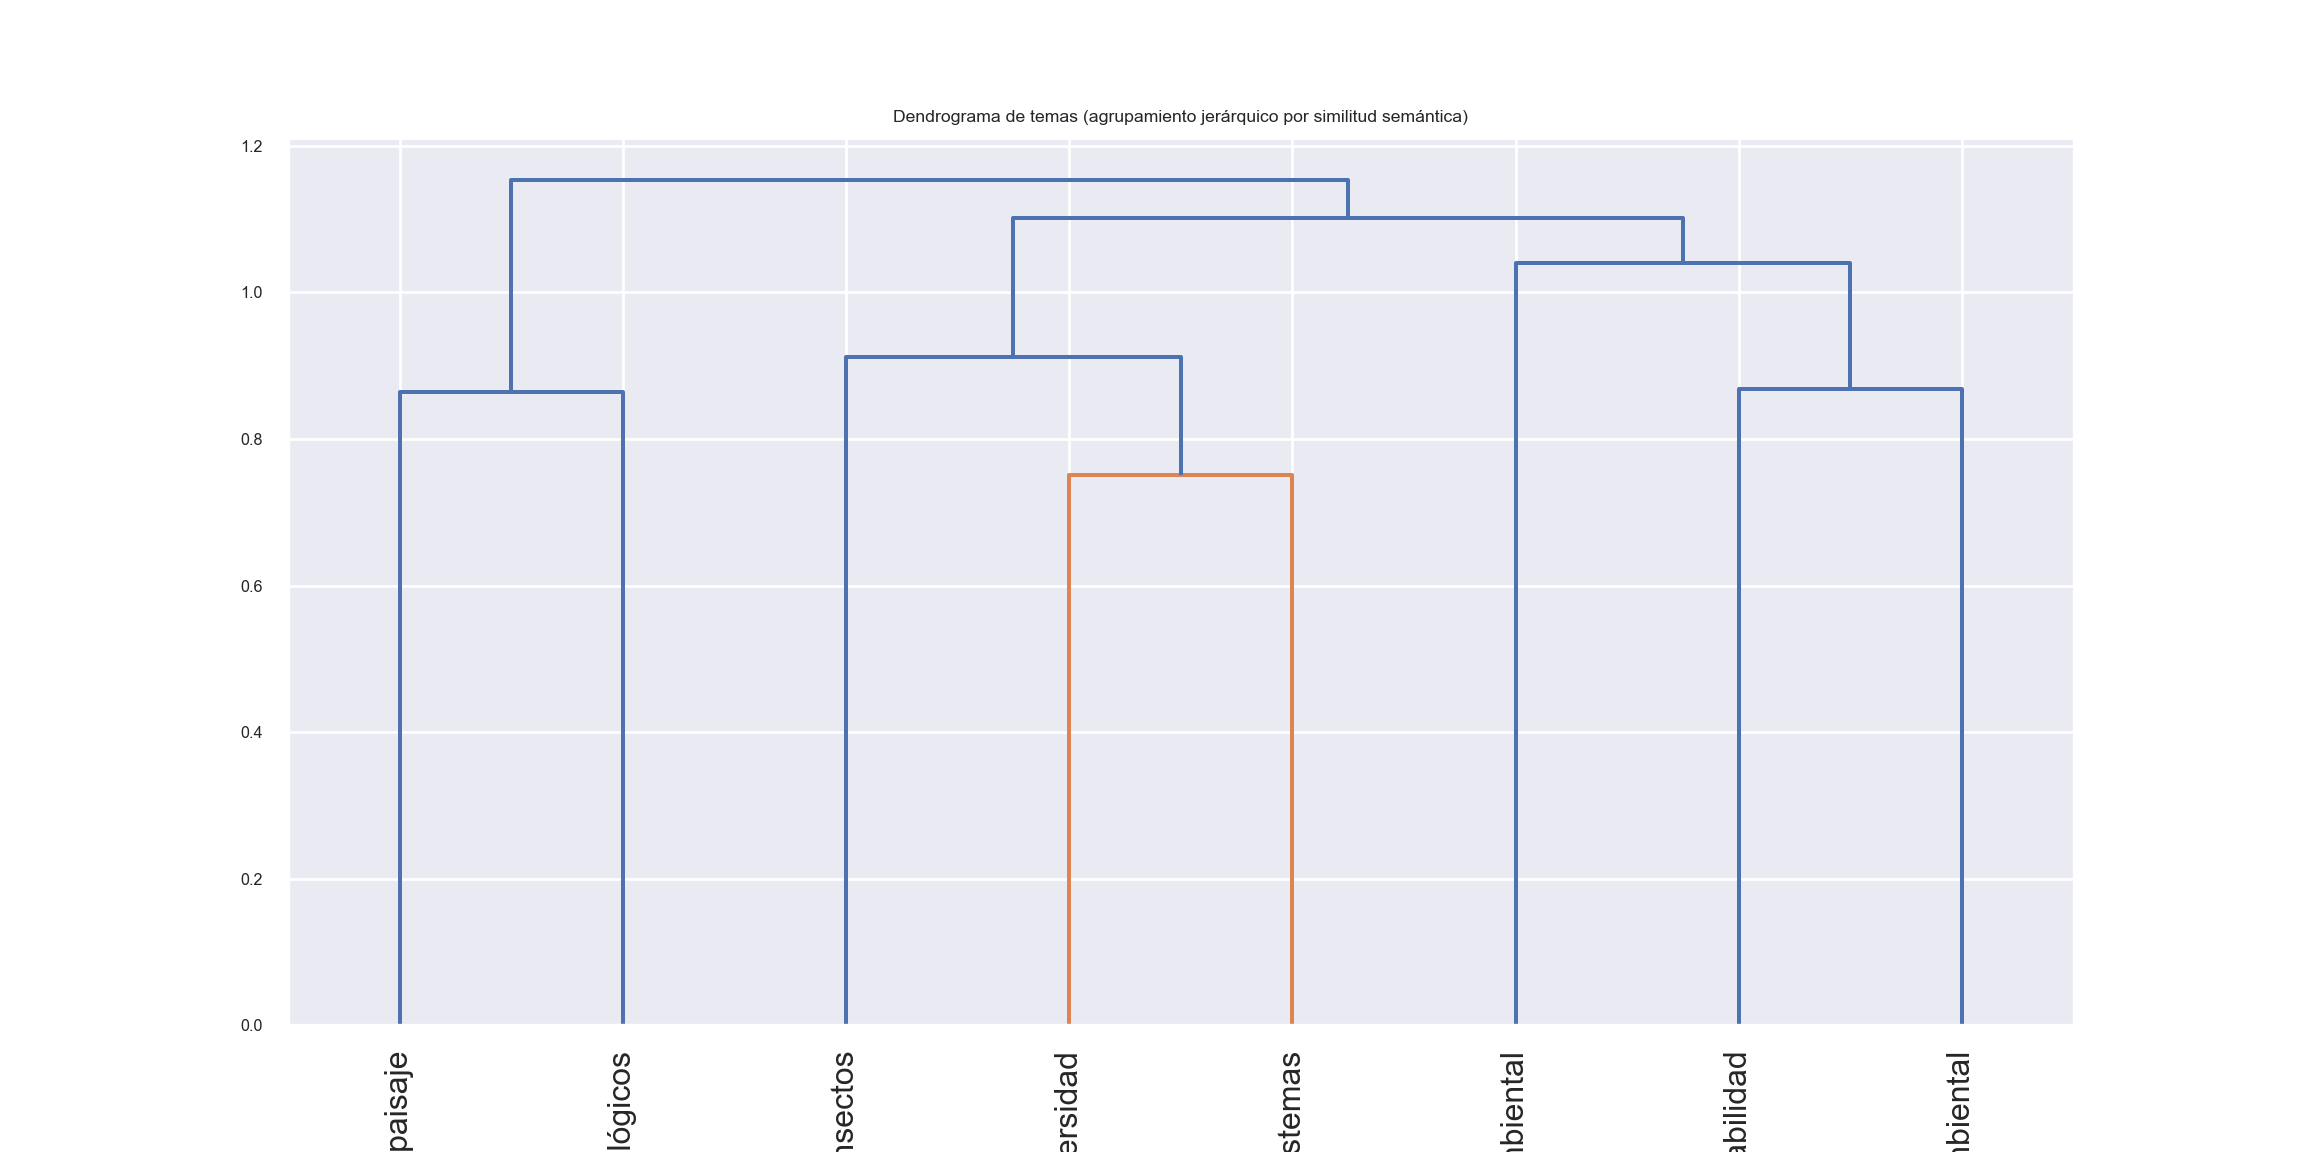 Dendrograma de temas (agrupamiento jerárquico por similitud semántica)
1.2
1.0
0.8
0.6
0.4
0.2
0.0
paisaje
lógicos
nsectos
ersidad
stemas
nbiental
abilidad
nbiental